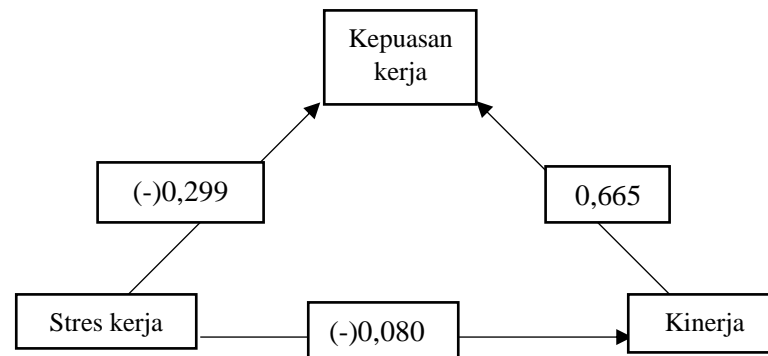 Kepuasan
kerja
(-)0,299
0,665
Stres kerja
(-)0,080
Kinerja